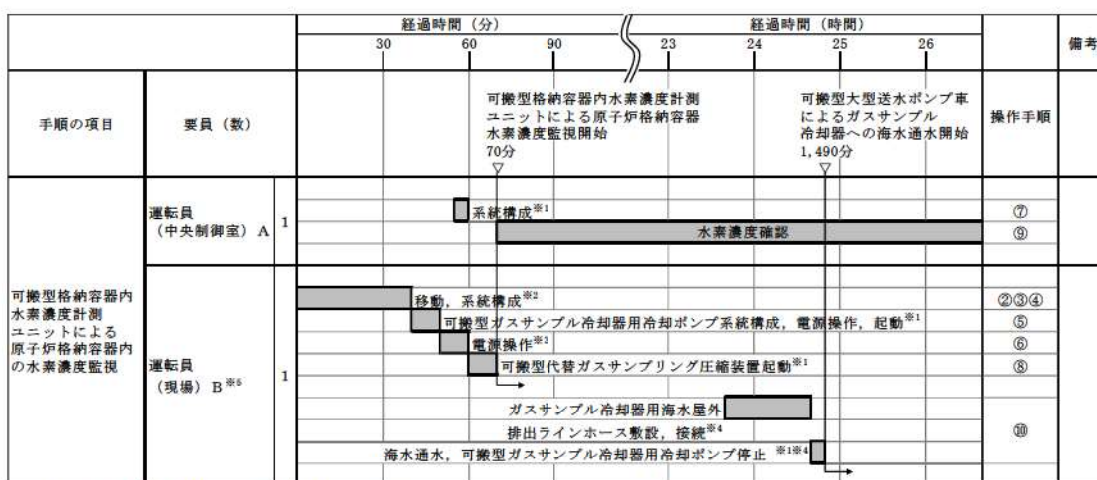 経過時間（分）
経過時間（時間）
備考
30
60
90
23
24
25
26
手順の項目
要員（数）
可搬型格納容器内水素濃度計測
ユニットによる原子炉格納容器
水素濃度監視開始
70分
▽
可搬型大型送水ポンプ車
によるガスサンプル
冷却器への海水通水開始
1,490分
▽
操作手順
可搬型格納容器内
水素濃度計測
ユニットによる
原子炉格納容器内
の水素濃度監視
運転員
（中央制御室）A
1
系統構成※1
⑦
水素濃度確認
⑨
運転員
（現場）B※5
1
移動，系統構成※2
②③④
可搬型ガスサンプル冷却器用冷却ポンプ系統構成，電源操作，起動※1
⑤
電源操作※2
⑥
可搬型代替ガスサンプリング圧縮装置起動※1
⑧
ガスサンプル冷却器用海水屋外
排出ラインホース敷設，接続※4
海水通水，可搬型ガスサンプル冷却器用冷却ポンプ停止 ※1※4
⑩